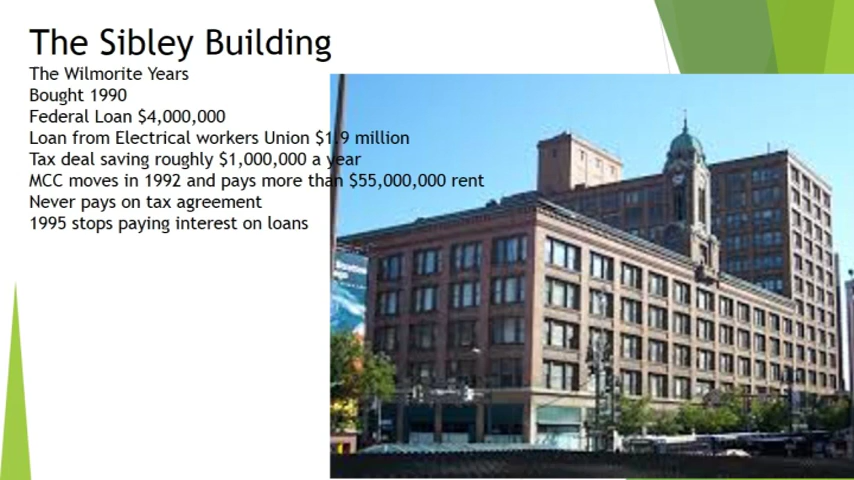 The Sibley Building
The Wilmorite Years
Bought 1990
Federal Loan $4,000,000
Loan from Electrical workers Union $1.9 million
Tax deal saving roughly $1,000,000 a year
MCC moves in 1992 and pays more than $55,000,000 rent
Never pays on tax agreement
1995 stops paying interest on loans